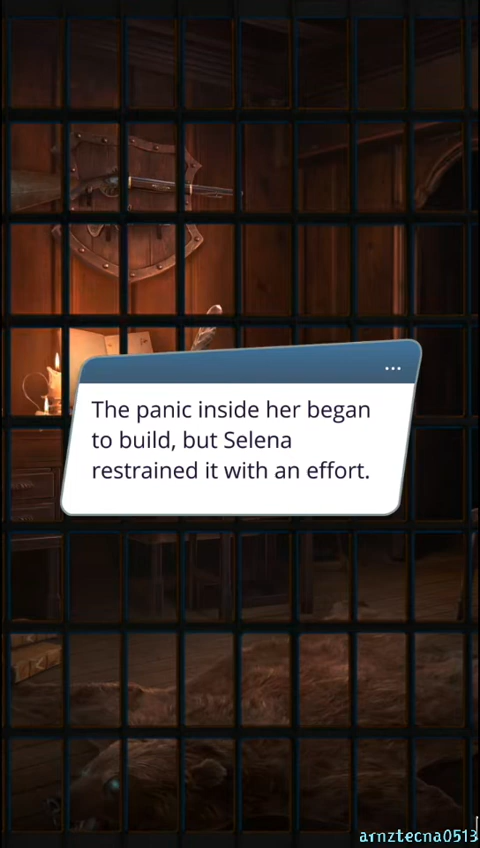 ...
The panic inside her began
to build, but Selena
restrained it with an effort.
arnztecna0513